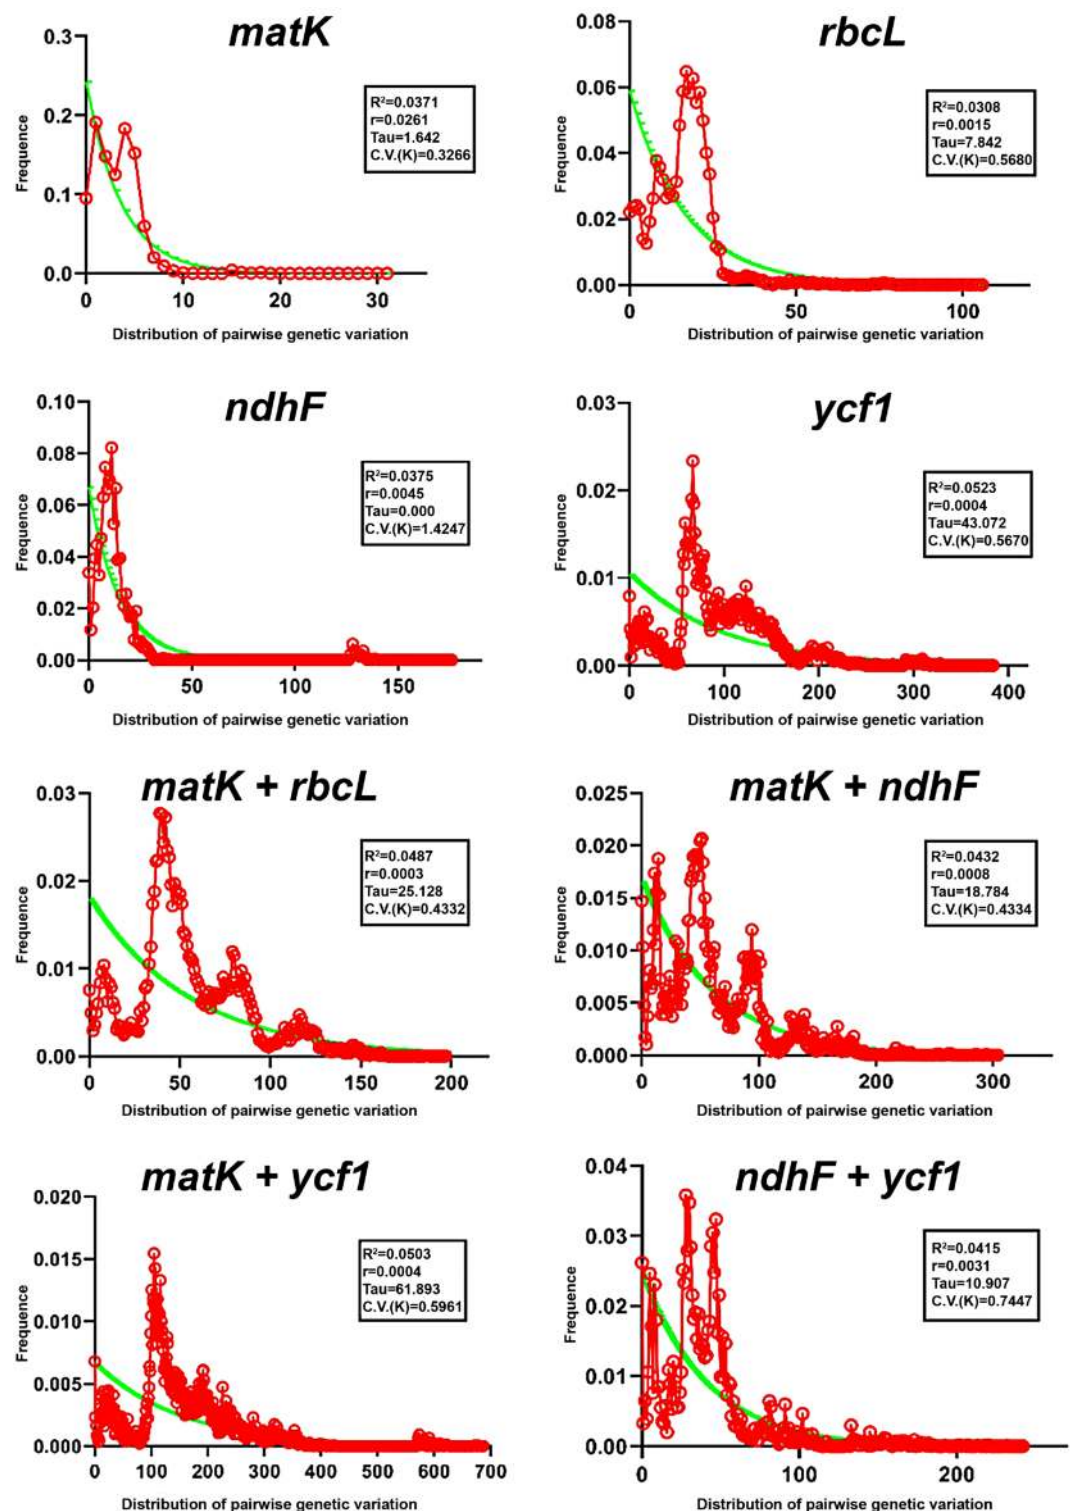 matK
0.3
0.2
0.1
0.0
Frequence
R²=0.0371
r=0.0261
Tau=1.642
C.V.(K)=0.3266
0 10 20 30
Distribution of pairwise genetic variation
rbcL
0.08
0.06
0.04
0.02
0.00
Frequence
R²=0.0308
r=0.0015
Tau=7.842
C.V.(K)=0.5680
0 50 100
Distribution of pairwise genetic variation
ndhF
0.10
0.08
0.06
0.04
0.02
0.00
Frequence
R²=0.0375
r=0.0045
Tau=0.000
C.V.(K)=1.4247
0 50 100 150
Distribution of pairwise genetic variation
ycf1
0.03
0.02
0.01
0.00
Frequence
R²=0.0523
r=0.0004
Tau=43.072
C.V.(K)=0.5670
0 100 200 300 400
Distribution of pairwise genetic variation
matK + rbcL
0.03
0.02
0.01
0.00
Frequence
R²=0.0487
r=0.0003
Tau=25.128
C.V.(K)=0.4332
0 50 100 150 200
Distribution of pairwise genetic variation
matK + ndhF
0.025
0.020
0.015
0.010
0.005
0.000
Frequence
R²=0.0432
r=0.0008
Tau=18.784
C.V.(K)=0.4334
0 100 200 300
Distribution of pairwise genetic variation
matK + ycf1
0.020
0.015
0.010
0.005
0.000
Frequence
R²=0.0503
r=0.0004
Tau=61.893
C.V.(K)=0.5961
0 100 200 300 400 500 600 700
Distribution of pairwise genetic variation
ndhF + ycf1
0.04
0.03
0.02
0.01
0.00
Frequence
R²=0.0415
r=0.0031
Tau=10.907
C.V.(K)=0.7447
0 100 200
Distribution of pairwise genetic variation